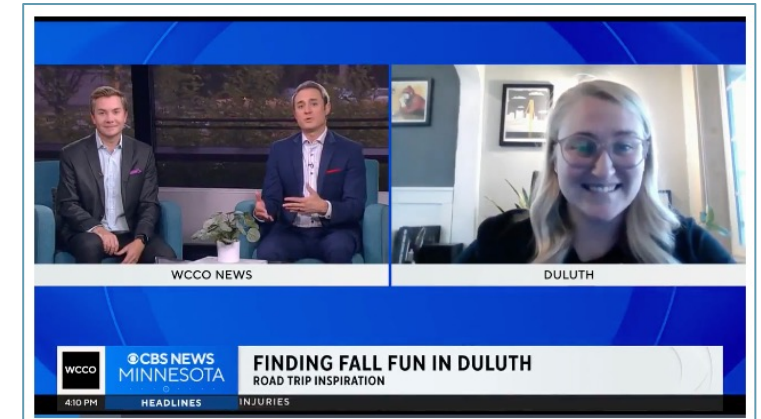 WCCO NEWS
DULUTH
WCCO
CBS NEWS
MINNESOTA
FINDING FALL FUN IN DULUTH
ROAD TRIP INSPIRATION
4:10 PM
HEADLINES
INJURIES